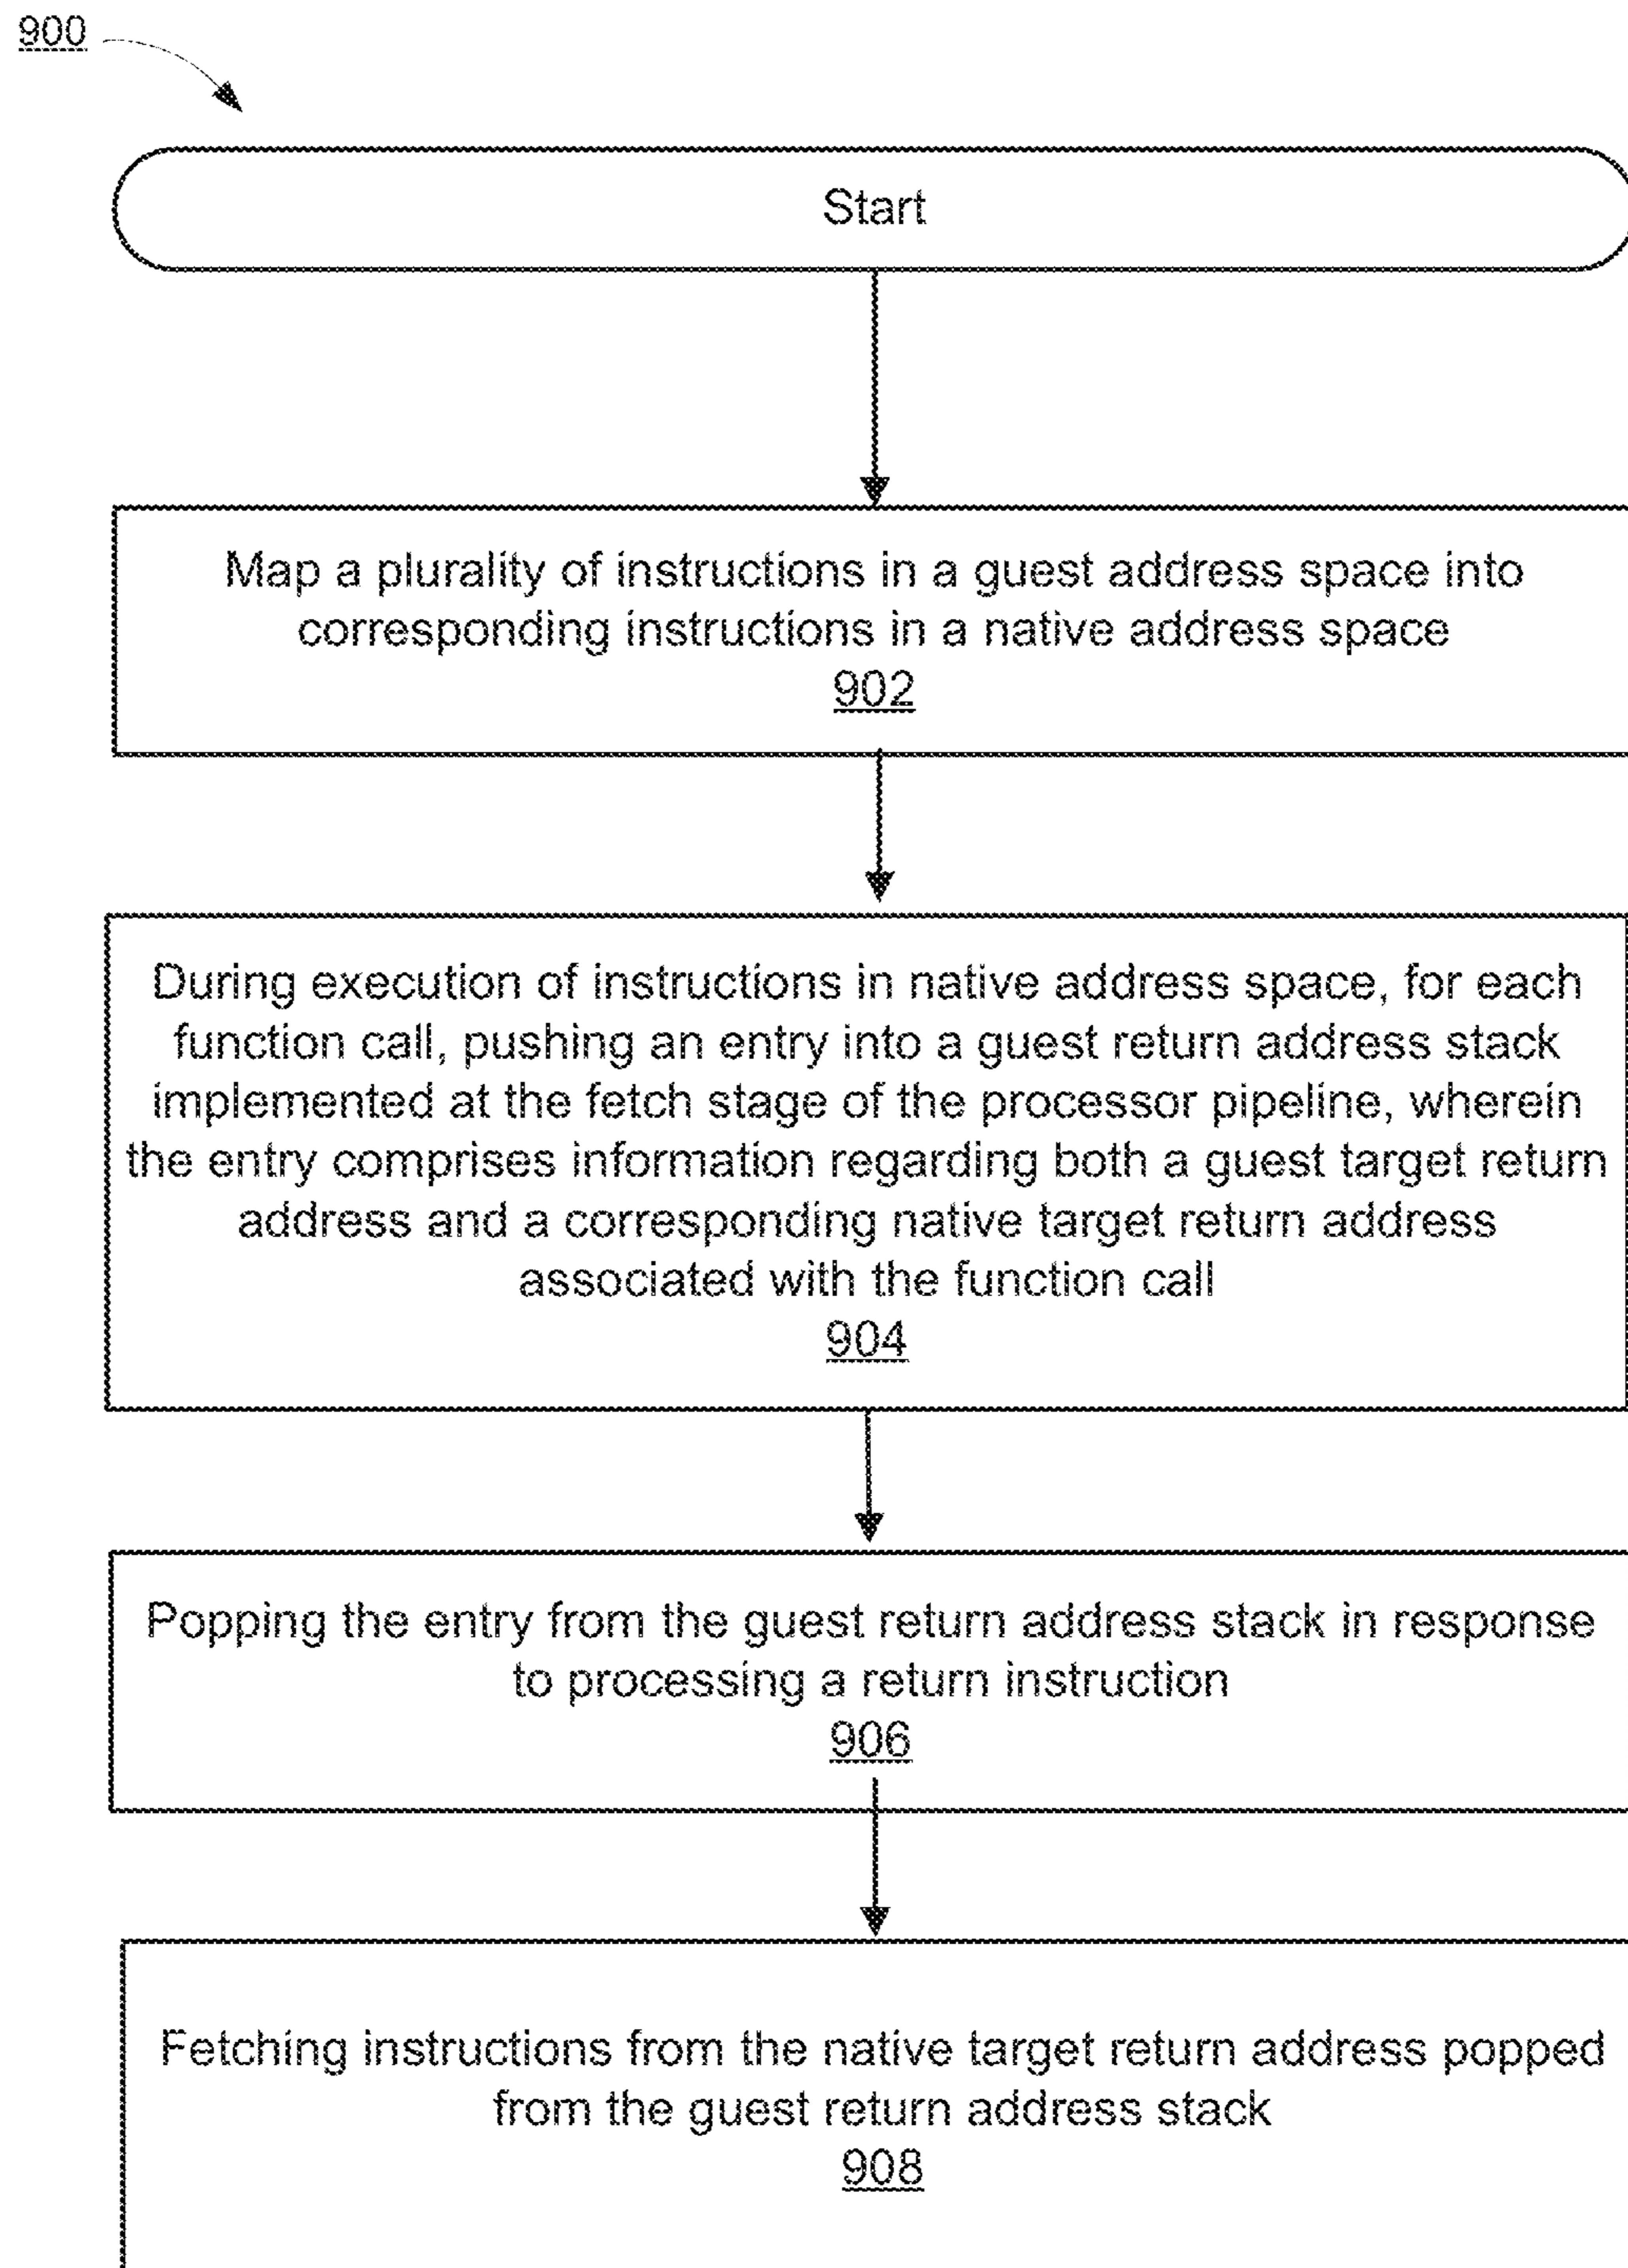 900
Start
Map a plurality of instructions in a guest address space into
corresponding instructions in a native address space
902
During execution of instructions in native address space, for each
function call, pushing an entry into a guest return address stack
implemented at the fetch stage of the processor pipeline, wherein
the entry comprises information regarding both a guest target return
address and a corresponding native target return address
associated with the function call
904
Popping the entry from the guest return address stack in response
to processing a return instruction
906
Fetching instructions from the native target return address popped
from the guest return address stack
908